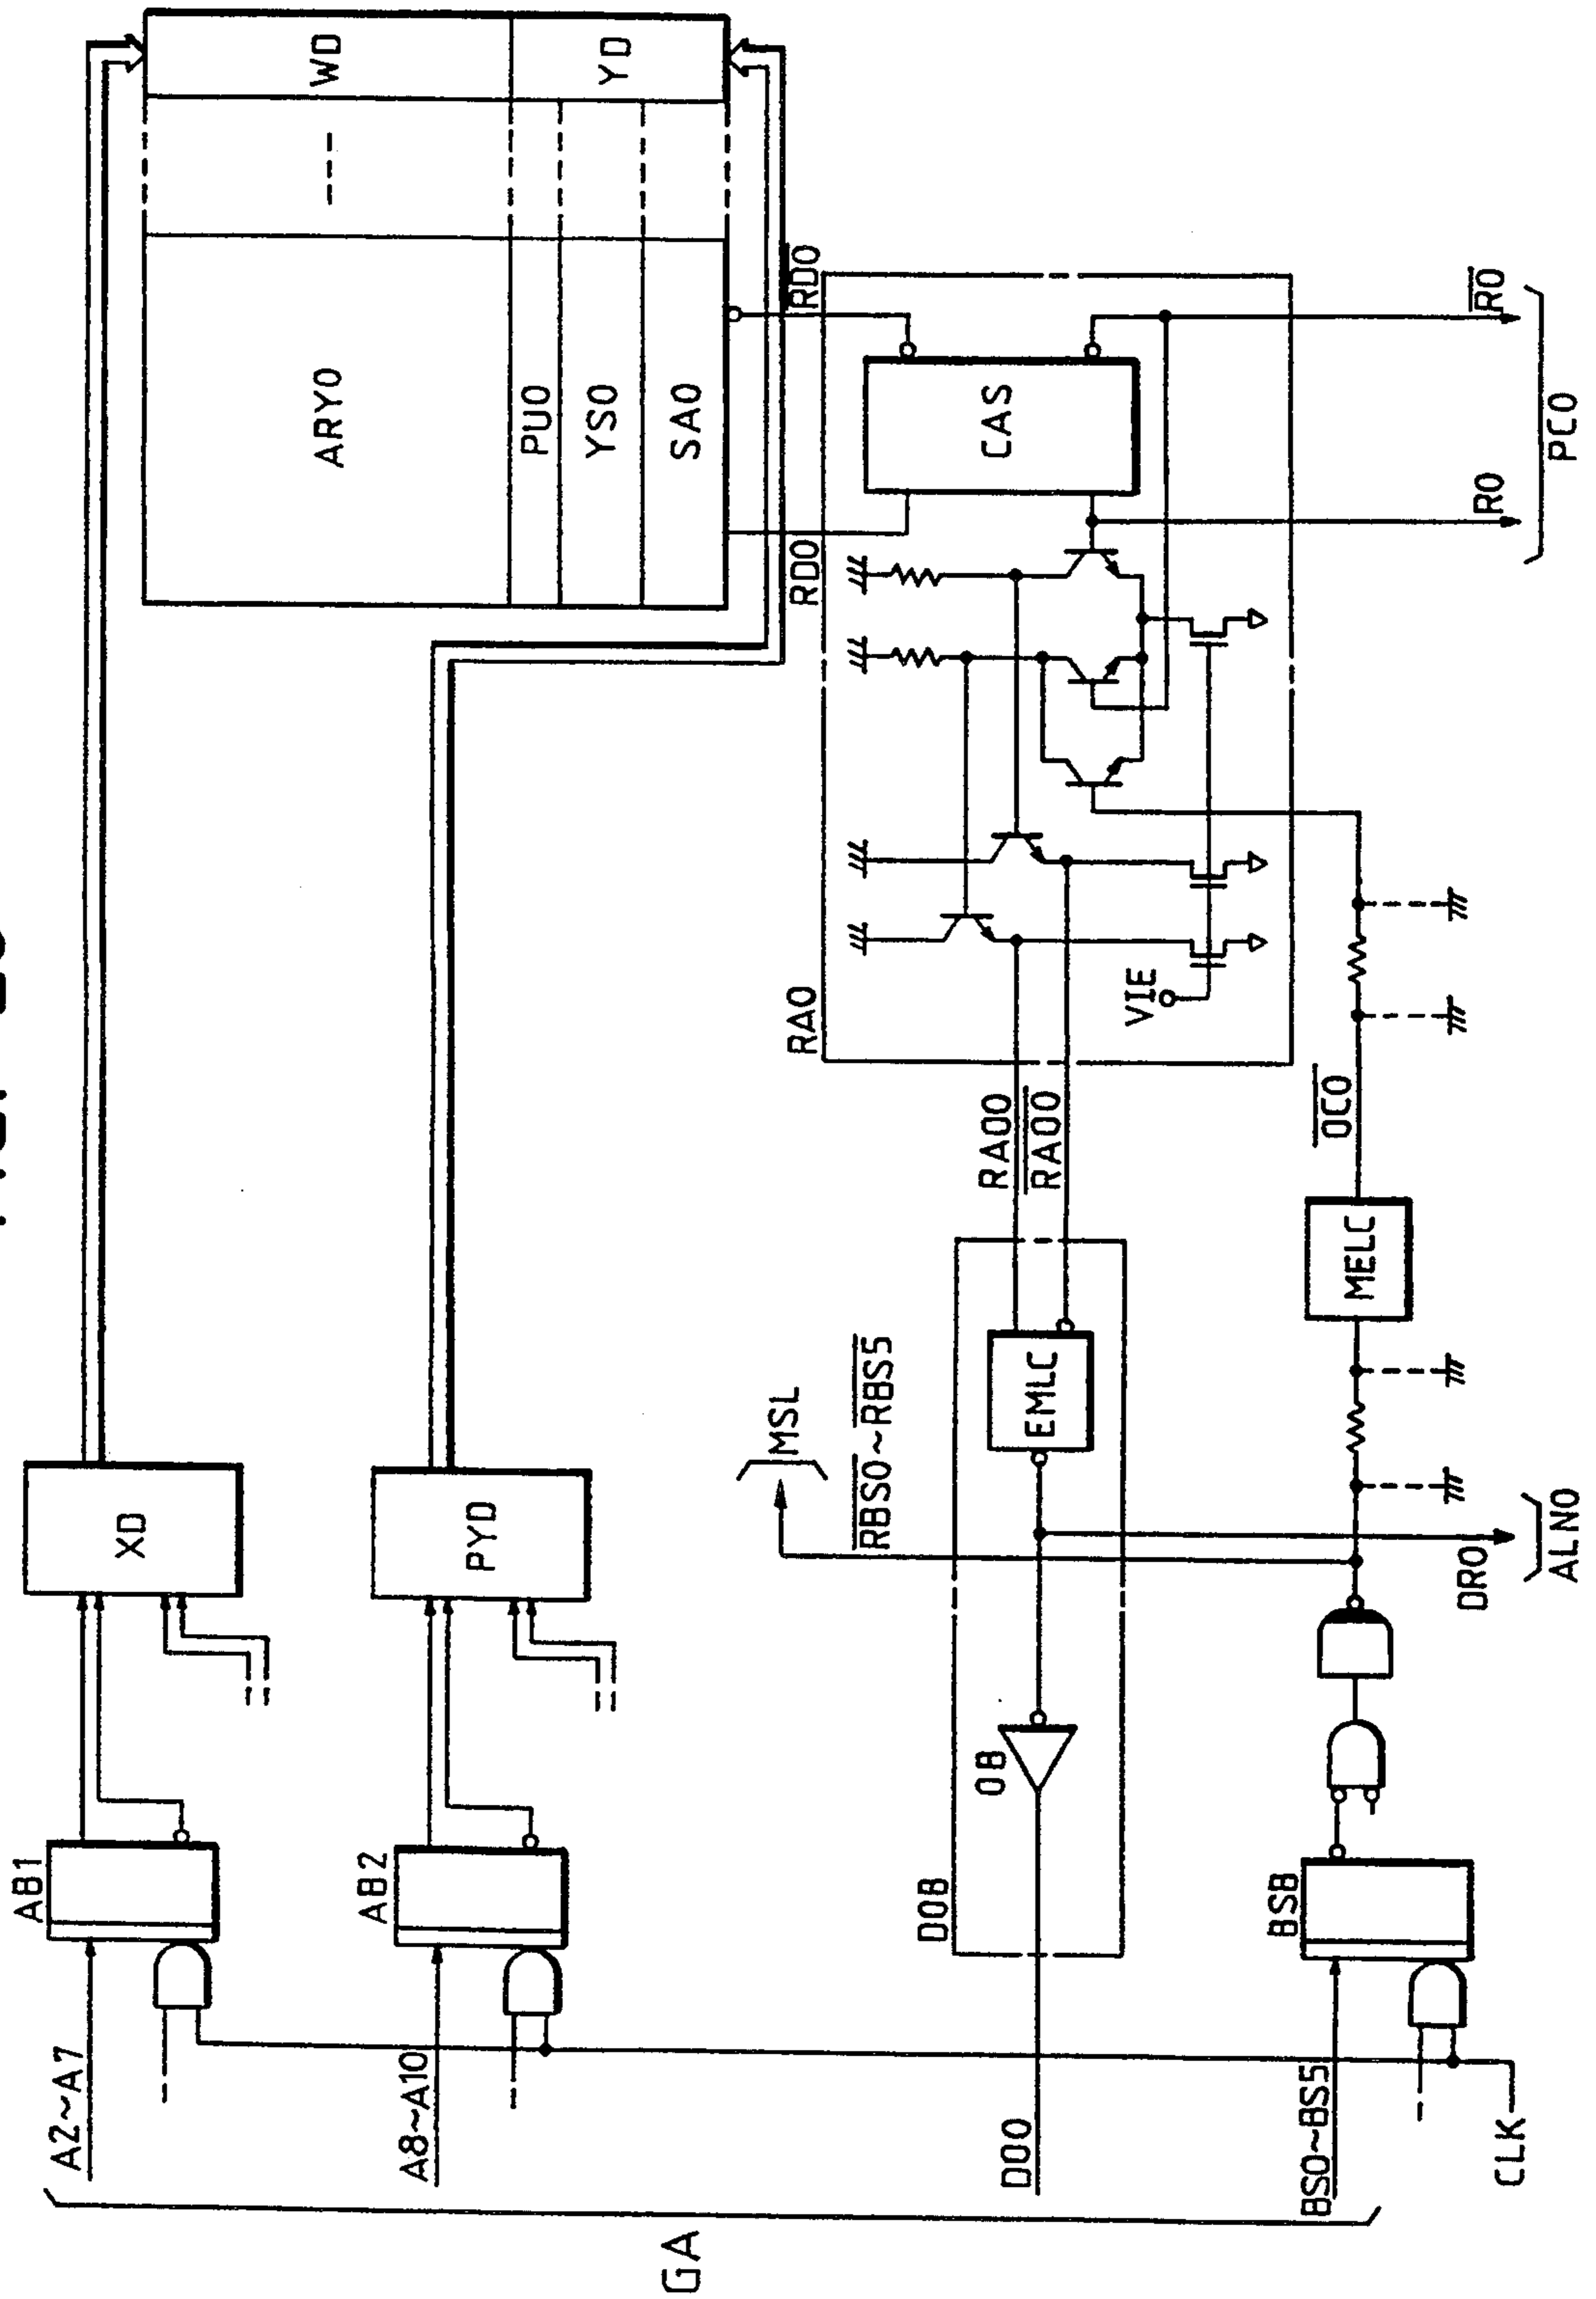 GA
A2~A7
AB1
XD
WD
A8~A10
AB2
PYD
YD
ARY0
PU0
YS0
SA0
MSL
RBS0~RBS5
RD0
RD0
RA0
CAS
VIE
R0
R0
PC0
D00
DOB
OB
EMLC
RA00
RA00
BS0~BS5
BSB
MELC
OC0
DR0
ALN0
CLK